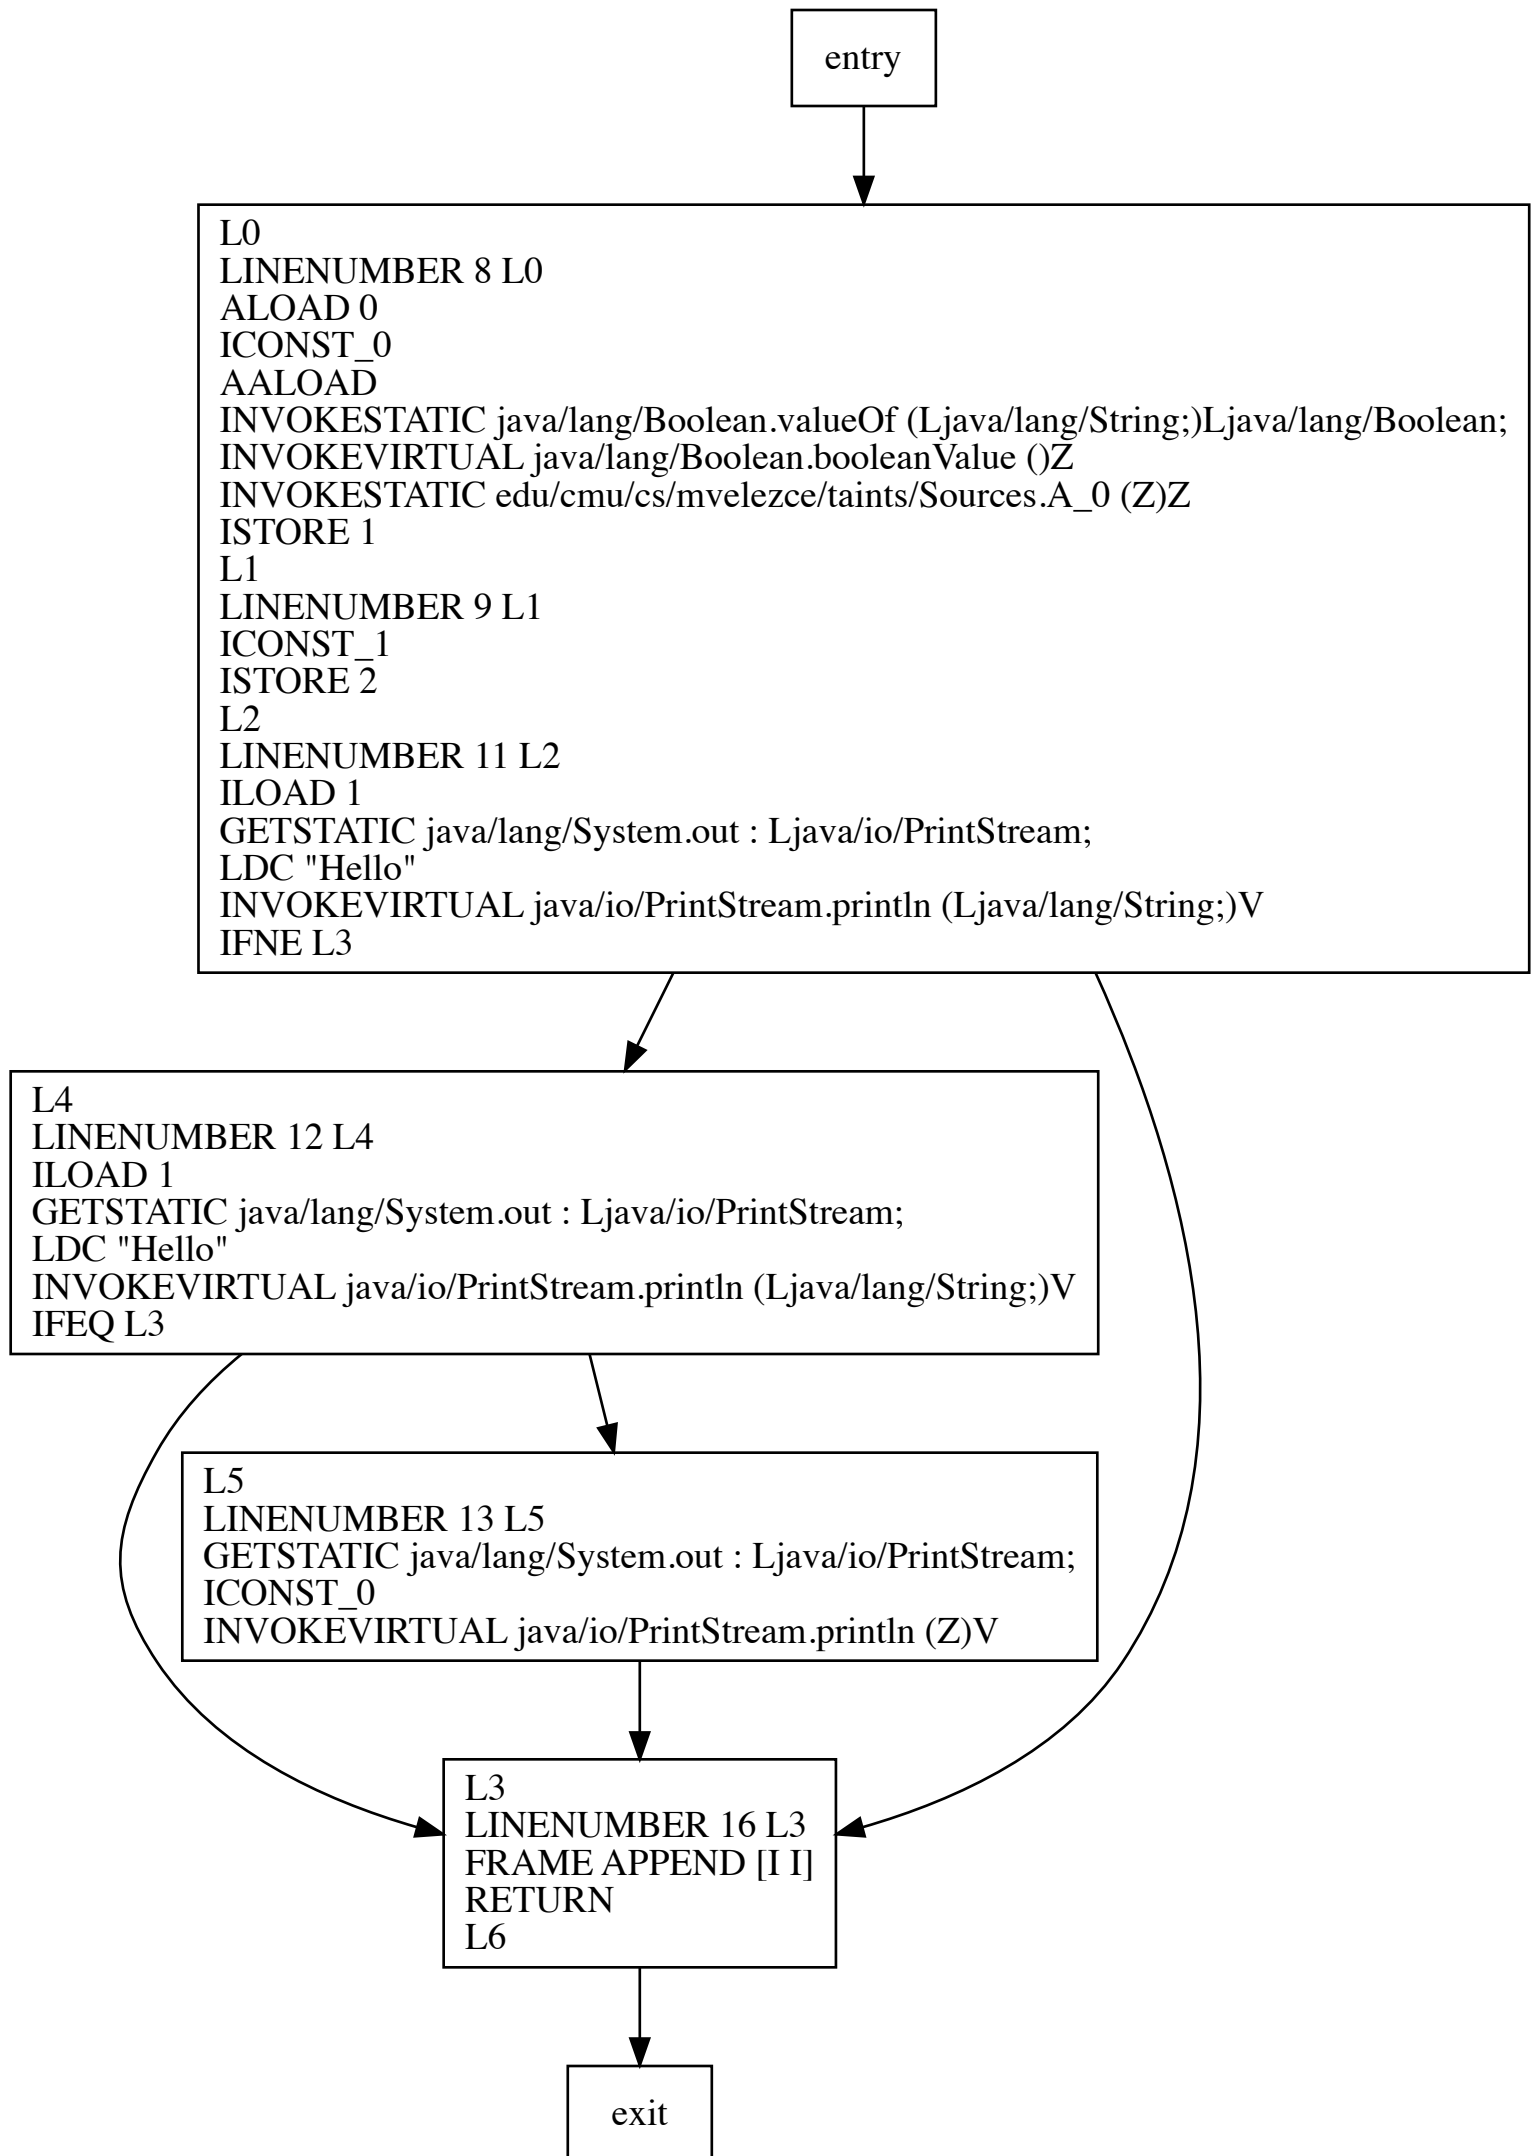 entry
L0
LINENUMBER 8 L0
ALOAD 0
ICONST_0
AALOAD
INVOKESTATIC java/lang/Boolean.valueOf (Ljava/lang/String;)Ljava/lang/Boolean;
INVOKEVIRTUAL java/lang/Boolean.booleanValue ()Z
INVOKESTATIC edu/cmu/cs/mvelezce/taints/Sources.A_0 (Z)Z
ISTORE 1
L1
LINENUMBER 9 L1
ICONST_1
ISTORE 2
L2
LINENUMBER 11 L2
ILOAD 1
GETSTATIC java/lang/System.out : Ljava/io/PrintStream;
LDC "Hello"
INVOKEVIRTUAL java/io/PrintStream.println (Ljava/lang/String;)V
IFNE L3
L4
LINENUMBER 12 L4
ILOAD 1
GETSTATIC java/lang/System.out : Ljava/io/PrintStream;
LDC "Hello"
INVOKEVIRTUAL java/io/PrintStream.println (Ljava/lang/String;)V
IFEQ L3
L5
LINENUMBER 13 L5
GETSTATIC java/lang/System.out : Ljava/io/PrintStream;
ICONST_0
INVOKEVIRTUAL java/io/PrintStream.println (Z)V
L3
LINENUMBER 16 L3
FRAME APPEND [I I]
RETURN
L6
exit